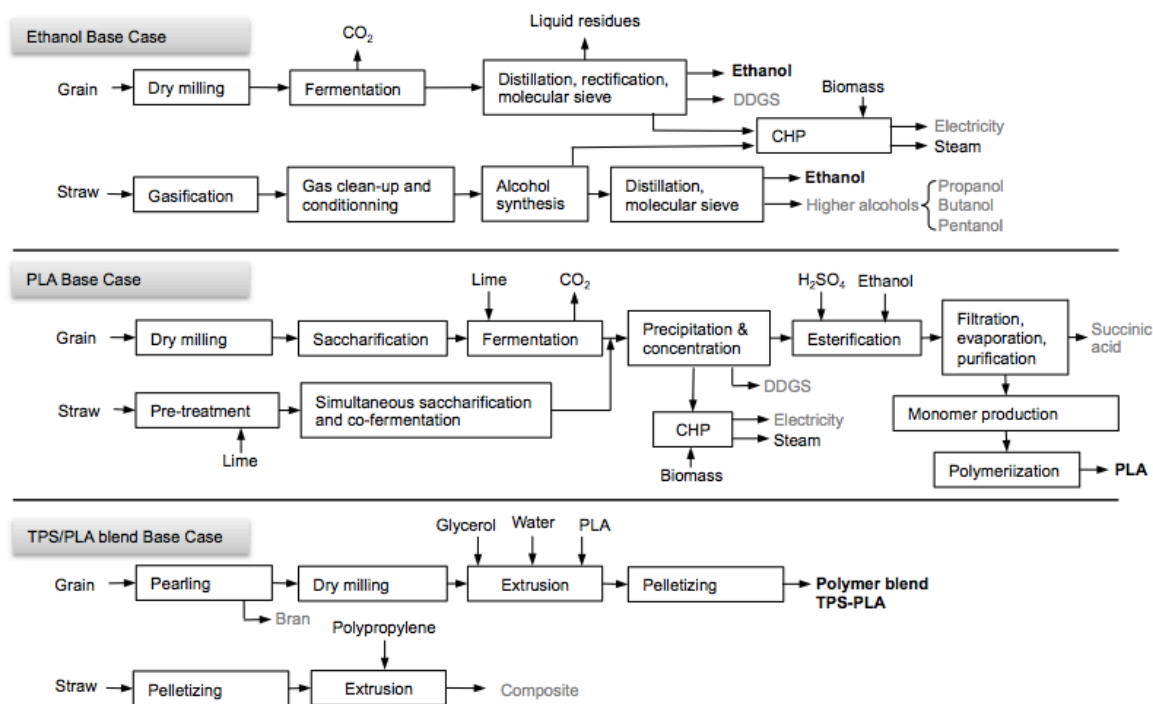 Ethanol Base Case
Liquid residues
CO2
Grain
Dry milling
Fermentation
Distillation, rectification,
molecular sieve
Ethanol
DDGS
Biomass
CHP
Electricity
Steam
Straw
Gasification
Gas clean-up and
conditionning
Alcohol
synthesis
Distillation,
molecular sieve
Ethanol
Higher alcohols
Propanol
Butanol
Pentanol
PLA Base Case
Lime
CO2
H2SO4
Ethanol
Grain
Dry milling
Saccharification
Fermentation
Precipitation &
concentration
Esterification
Filtration,
evaporation,
purification
Succinic
acid
DDGS
Straw
Pre-treatment
Simultaneous saccharification
and co-fermentation
Lime
CHP
Electricity
Steam
Biomass
Monomer production
Polymeriization
PLA
TPS/PLA blend Base Case
Glycerol
Water
PLA
Grain
Pearling
Dry milling
Extrusion
Pelletizing
Polymer blend
TPS-PLA
Bran
Polypropylene
Straw
Pelletizing
Extrusion
Composite